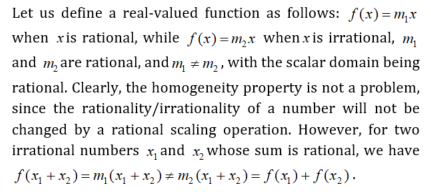 Let us define a real-valued function as follows: f(x) = m₁x
when x is rational, while f(x) = m₂x when x is irrational, m₁
and m₂ are rational, and m₁ ≠ m₂, with the scalar domain being
rational. Clearly, the homogeneity property is not a problem,
since the rationality/irrationality of a number will not be
changed by a rational scaling operation. However, for two
irrational numbers x₁ and x₂ whose sum is rational, we have
f(x₁ + x₂) = m₁(x₁ + x₂) ≠ m₂(x₁ + x₂) = f(x₁) + f(x₂).